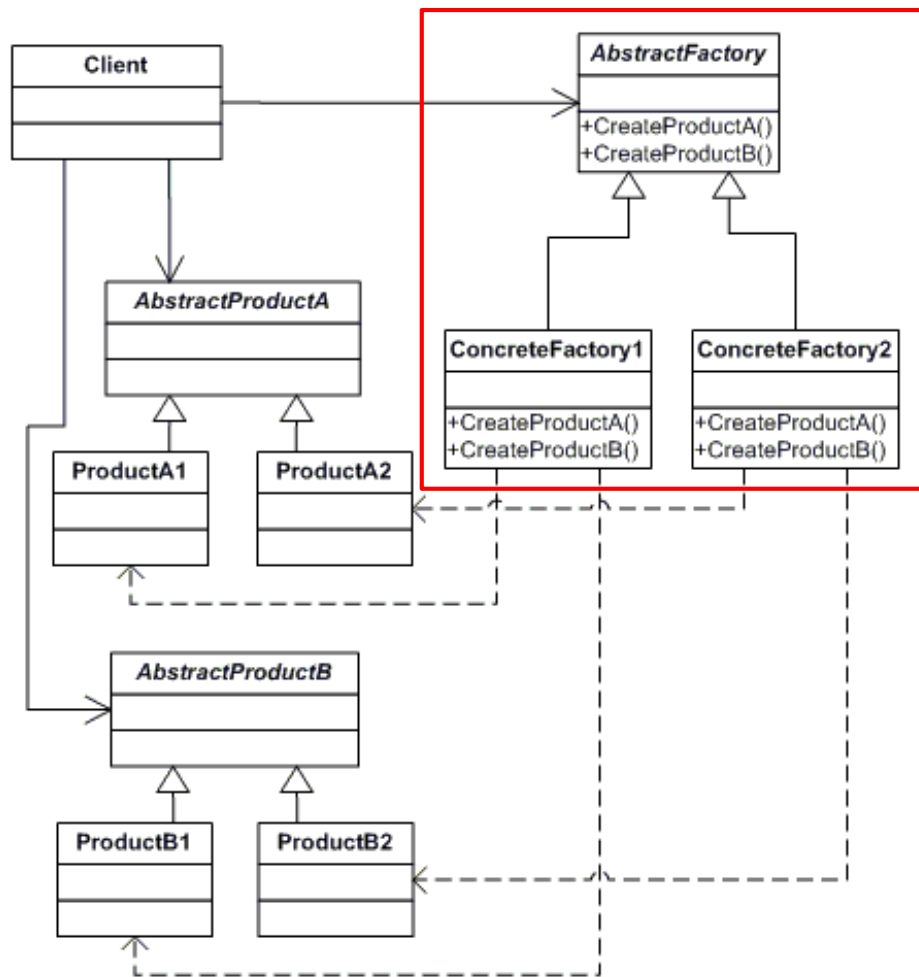 Client
AbstractFactory
+CreateProductA()
+CreateProductB()
AbstractProductA
ConcreteFactory1
+CreateProductA()
+CreateProductB()
ConcreteFactory2
+CreateProductA()
+CreateProductB()
ProductA1
ProductA2
AbstractProductB
ProductB1
ProductB2